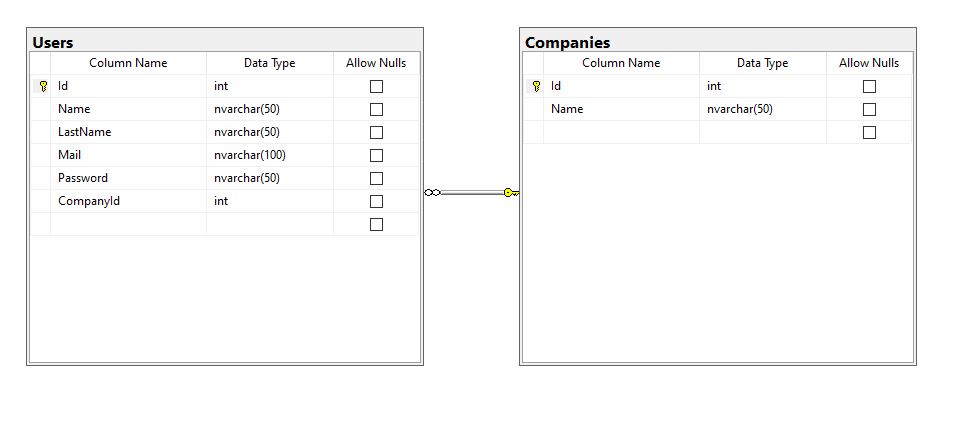 Users
Column Name Data Type Allow Nulls
Id int
Name nvarchar(50)
LastName nvarchar(50)
Mail nvarchar(100)
Password nvarchar(50)
CompanyId int
Companies
Column Name Data Type Allow Nulls
Id int
Name nvarchar(50)